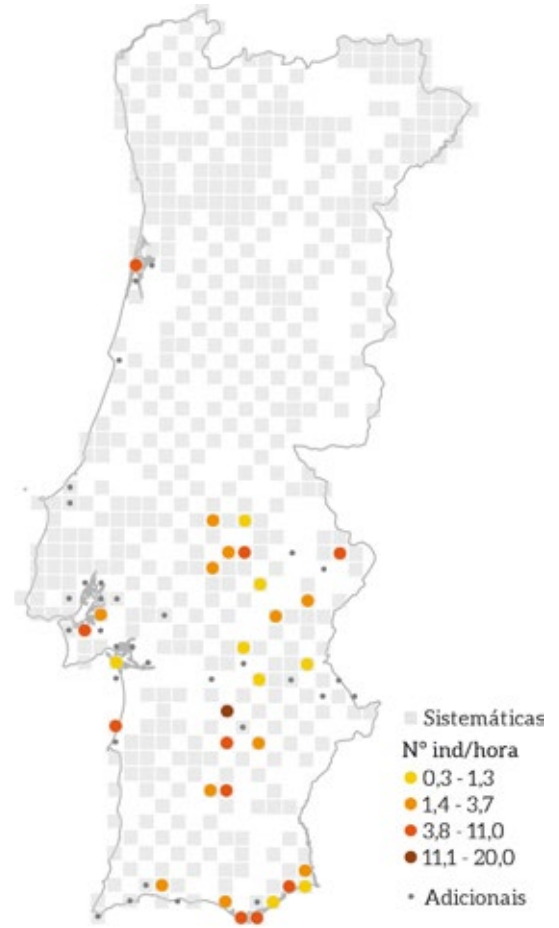 Sistemáticas
Nº ind/hora
0,3 - 1,3
1,4 - 3,7
3,8 - 11,0
11,1 - 20,0
Adicionais